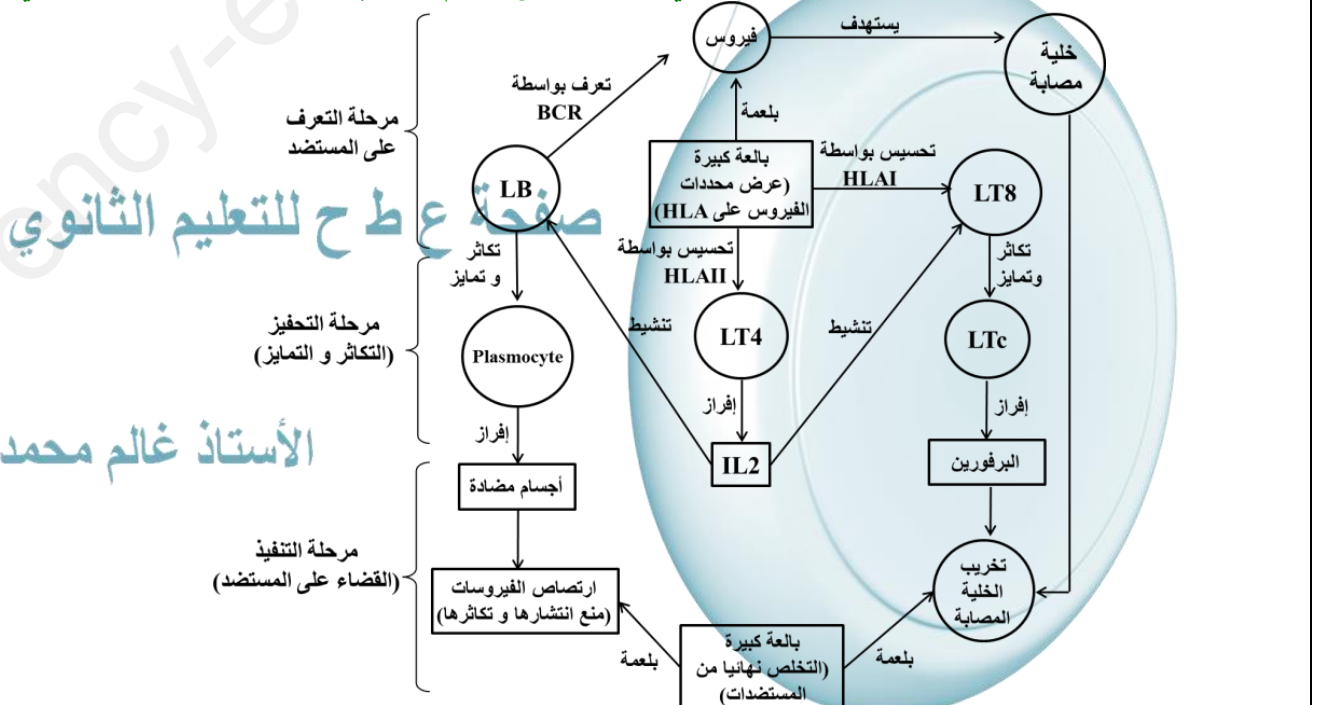 فيروس
يستهدف
خلية
مصابة
تعرف بواسطة
BCR
بلعمة
مرحلة التعرف
على المستضد
بالعة كبيرة
(عرض محددات
الفيروس على HLA)
تحسيس بواسطة
HLAI
LB
LT8
صفحة ع ط ح للتعليم الثانوي
تكاثر
و تمايز
تحسيس بواسطة
HLAII
تكاثر
وتمايز
مرحلة التحفيز
(التكاثر و التمايز)
Plasmocyte
تنشيط
LT4
تنشيط
LTc
إفراز
إفراز
إفراز
الأستاذ غالم محمد
أجسام مضادة
IL2
البرفورين
مرحلة التنفيذ
(القضاء على المستضد)
ارتصاص الفيروسات
(منع انتشارها و تكاثرها)
تخريب
الخلية
المصابة
بلعمة
بالعة كبيرة
(التخلص نهائيا من
المستضدات)
بلعمة